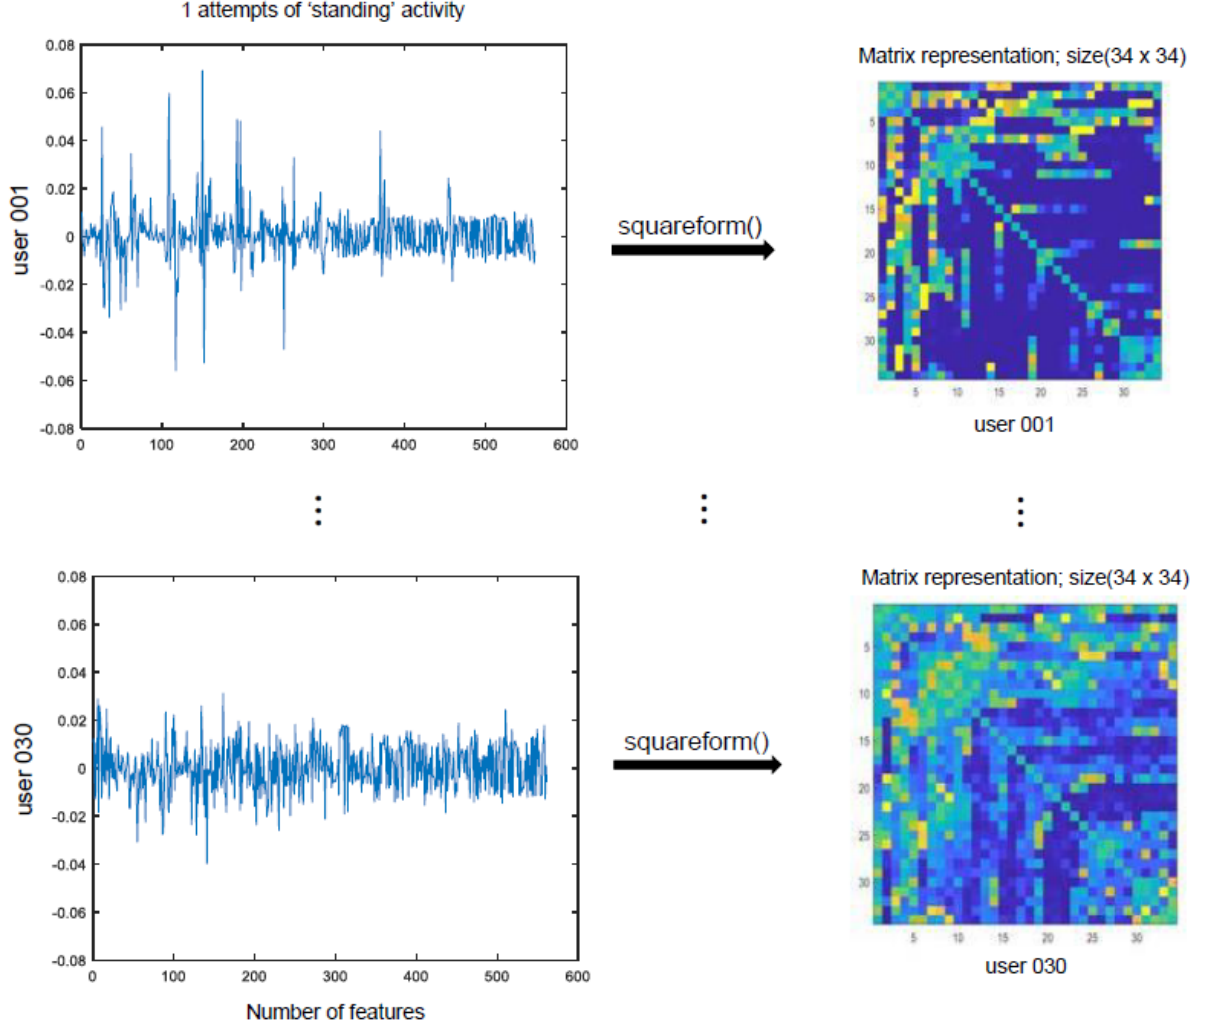 1 attempts of ‘standing’ activity
0.08
0.06
0.04
0.02
0
-0.02
-0.04
-0.06
-0.08
0 100 200 300 400 500 600
user 001
squareform()
Matrix representation; size(34 x 34)
5
10
15
20
25
30
5 10 15 20 25 30
user 001
0.08
0.06
0.04
0.02
0
-0.02
-0.04
-0.06
-0.08
0 100 200 300 400 500 600
user 030
Number of features
squareform()
Matrix representation; size(34 x 34)
5
10
15
20
25
30
5 10 15 20 25 30
user 030